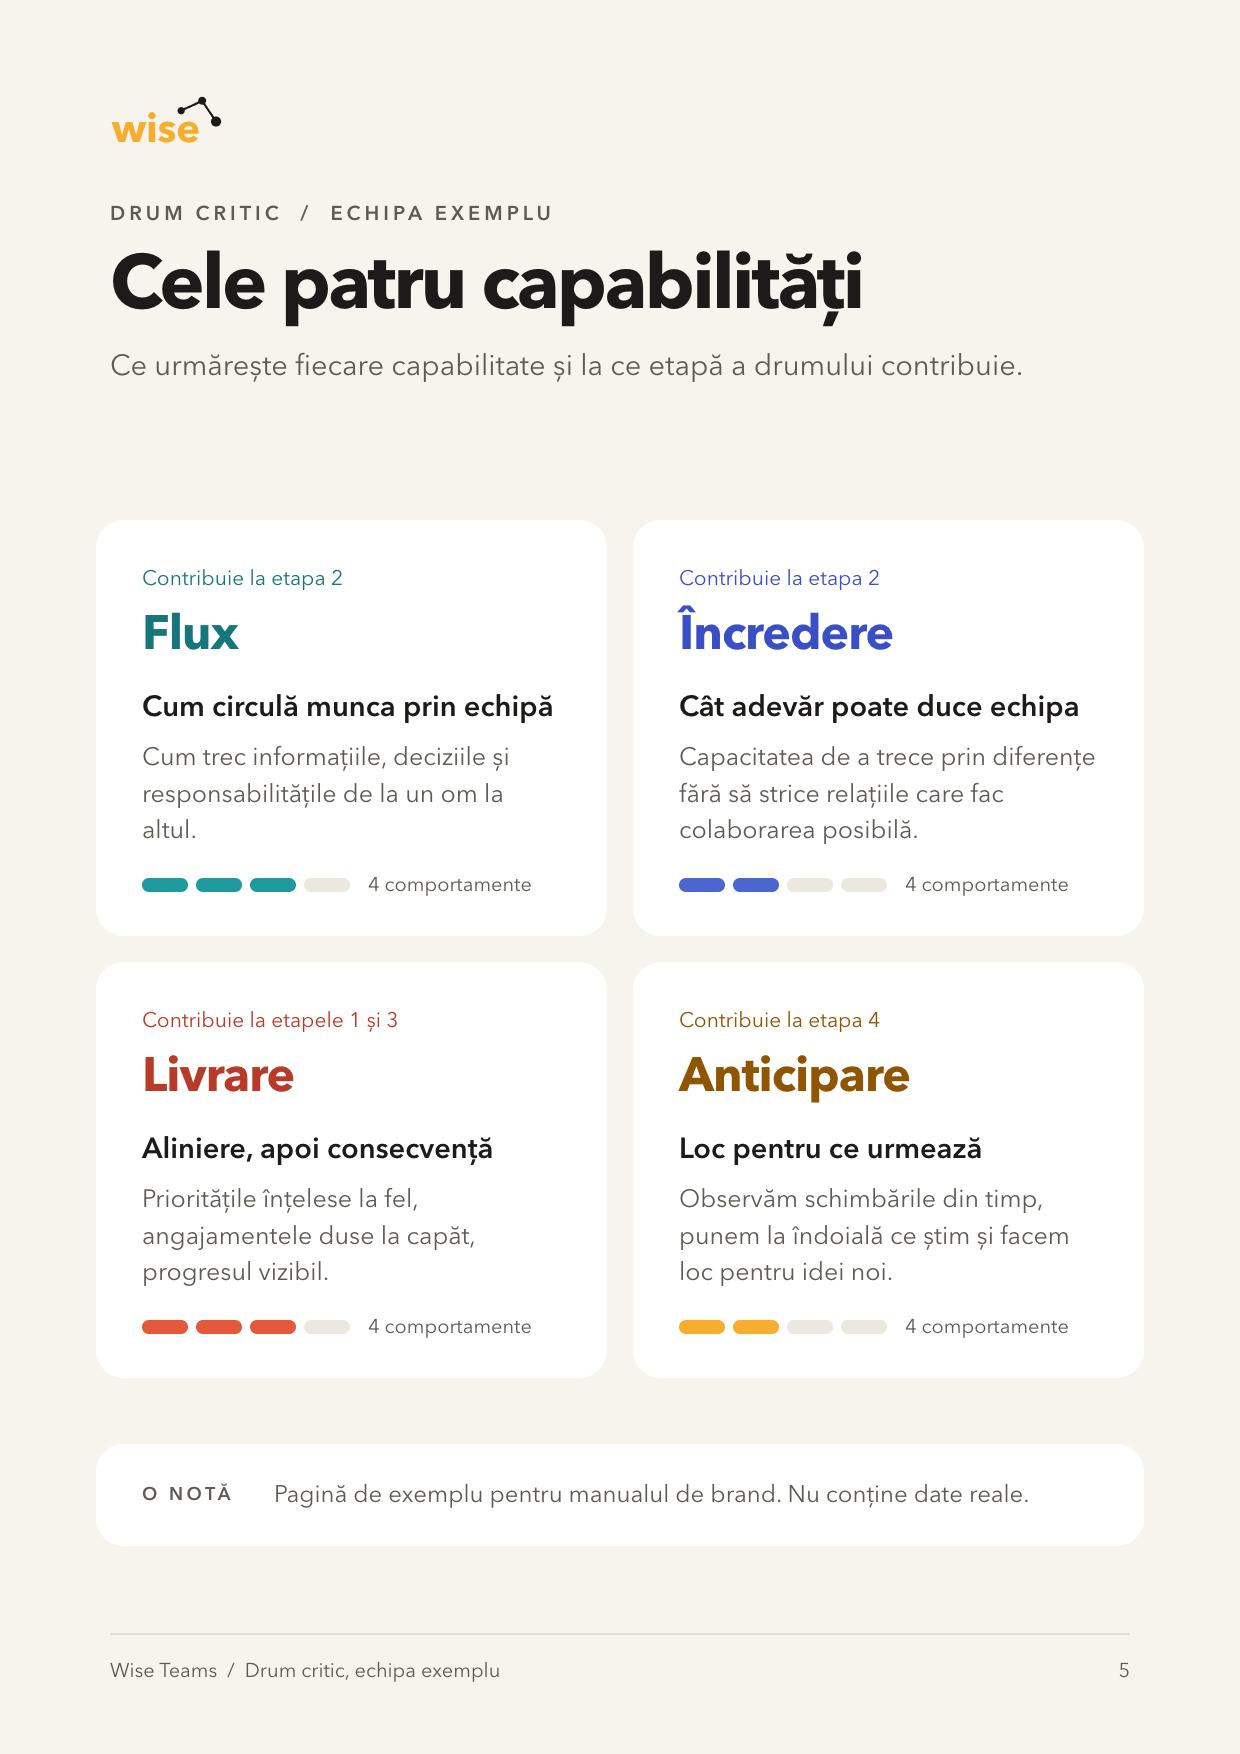 wise
DRUM CRITIC / ECHIPA EXEMPLU
Cele patru capabilități
Ce urmărește fiecare capabilitate și la ce etapă a drumului contribuie.
Contribuie la etapa 2
Flux
Cum circulă munca prin echipă
Cum trec informațiile, deciziile și
responsabilitățile de la un om la
altul.
4 comportamente
Contribuie la etapa 2
Încredere
Cât adevăr poate duce echipa
Capacitatea de a trece prin diferențe
fără să strice relațiile care fac
colaborarea posibilă.
4 comportamente
Contribuie la etapele 1 și 3
Livrare
Aliniere, apoi consecvență
Prioritățile înțelese la fel,
angajamentele duse la capăt,
progresul vizibil.
4 comportamente
Contribuie la etapa 4
Anticipare
Loc pentru ce urmează
Observăm schimbările din timp,
punem la îndoială ce știm și facem
loc pentru idei noi.
4 comportamente
O NOTĂ Pagină de exemplu pentru manualul de brand. Nu conține date reale.
Wise Teams / Drum critic, echipa exemplu 5